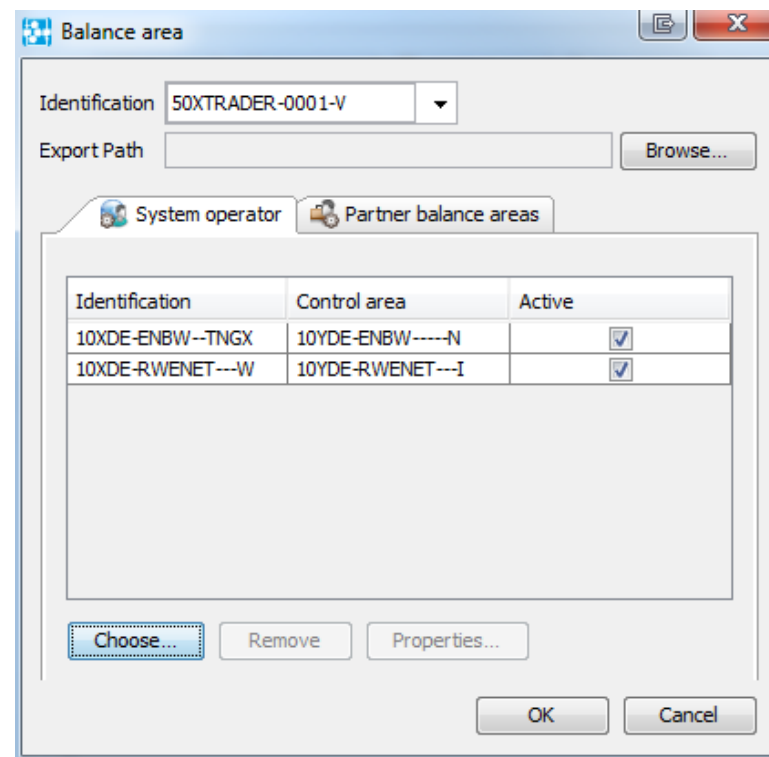 Balance area
Identification 50XTRADER-0001-V
Export Path Browse...
System operator Partner balance areas
Identification Control area Active
10XDE-ENBW--TNGX 10YDE-ENBW-----N
10XDE-RWENET---W 10YDE-RWENET---I
Choose... Remove Properties...
OK Cancel